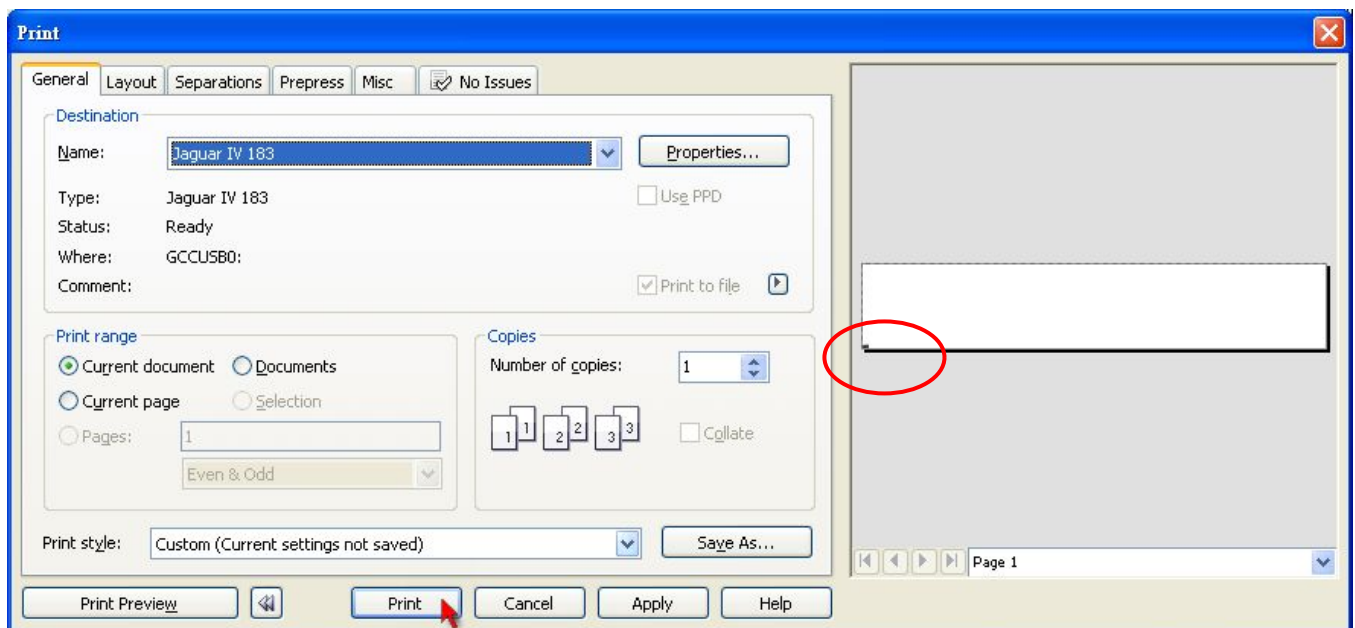 Print
General Layout Separations Prepress Misc No Issues
Destination
Name: Jaguar IV 183 Properties...
Type: Jaguar IV 183 Use PPD
Status: Ready
Where: GCCUSB0:
Comment: Print to file
Print range
Current document Documents
Current page Selection
Pages: 1
Even & Odd
Copies
Number of copies: 1
1 1 2 2 3 3 Collate
Print style: Custom (Current settings not saved) Save As...
Page 1
Print Preview Print Cancel Apply Help